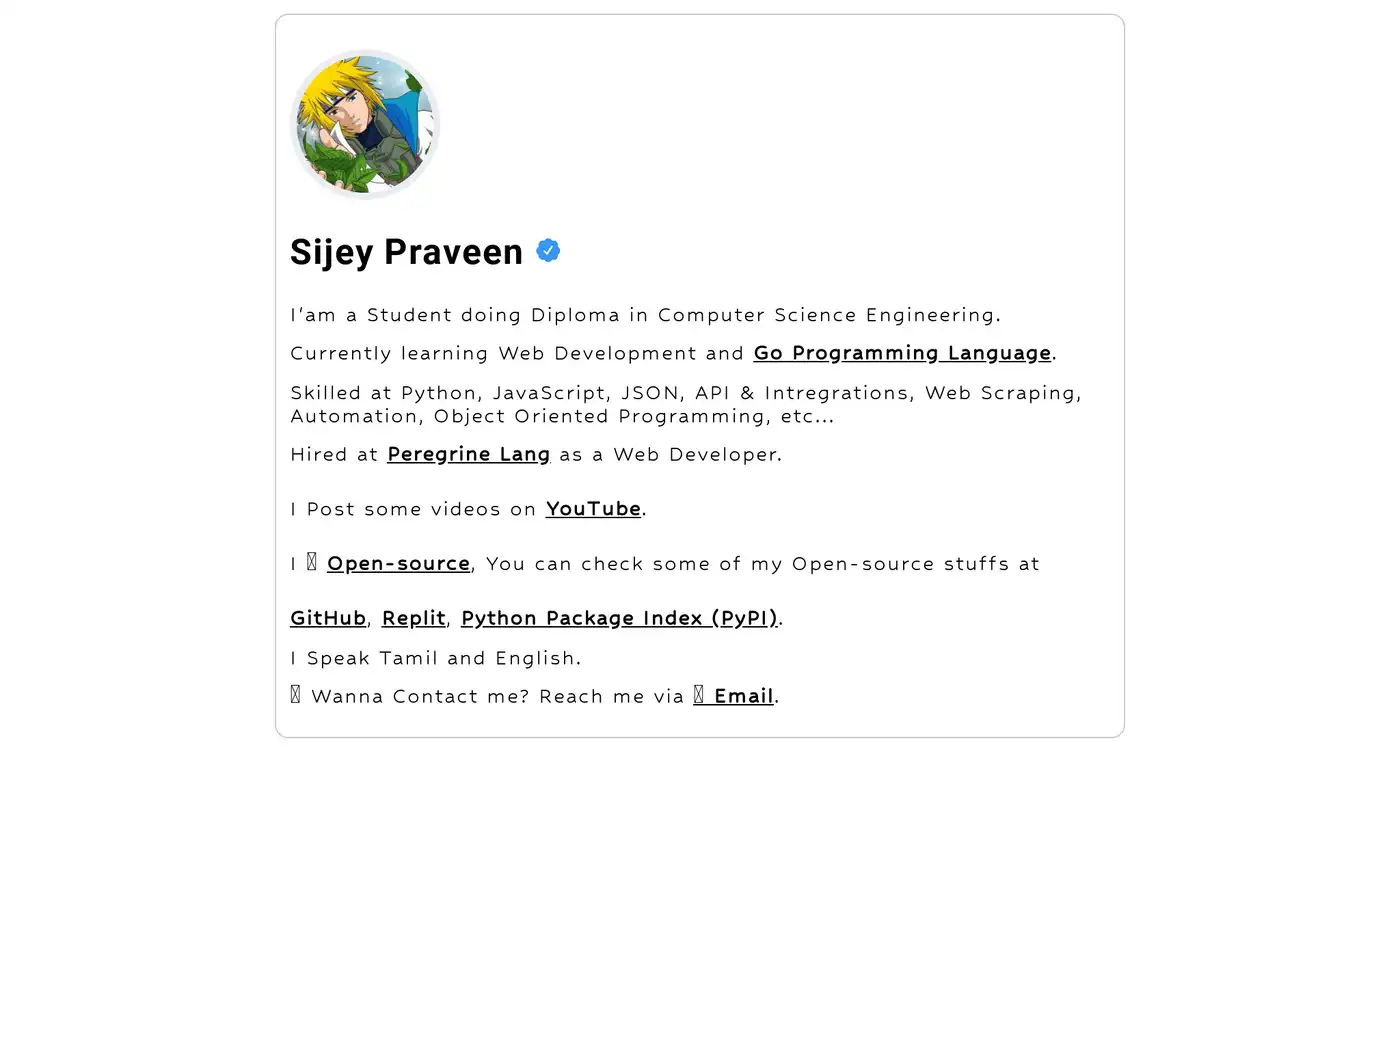 Sijey Praveen
I'am a Student doing Diploma in Computer Science Engineering.
Currently learning Web Development and Go Programming Language.
Skilled at Python, JavaScript, JSON, API & Intregrations, Web Scraping,
Automation, Object Oriented Programming, etc...
Hired at Peregrine Lang as a Web Developer.
I Post some videos on YouTube.
I Open-source, You can check some of my Open-source stuffs at
GitHub, Replit, Python Package Index (PyPI).
I Speak Tamil and English.
Wanna Contact me? Reach me via Email.